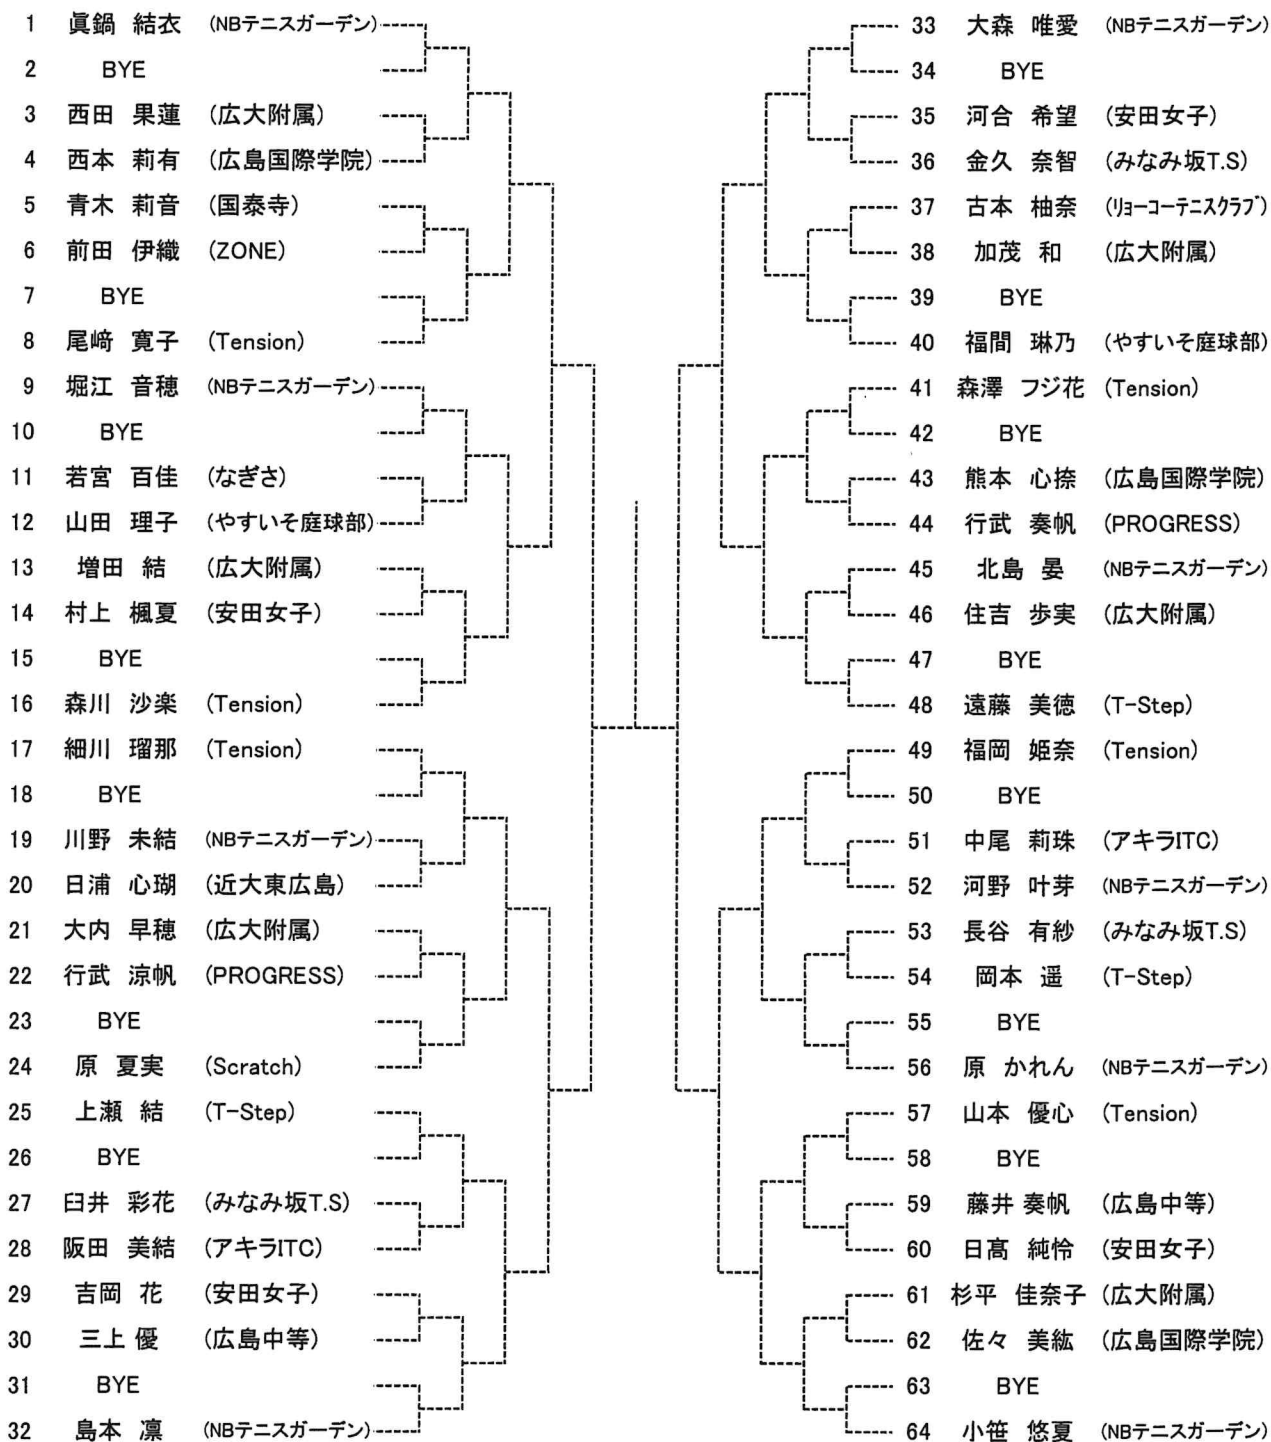 1 眞鍋 結衣 (NBテニスガーデン)
2 BYE
3 西田 果蓮 (広大附属)
4 西本 莉有 (広島国際学院)
5 青木 莉音 (国泰寺)
6 前田 伊織 (ZONE)
7 BYE
8 尾﨑 寛子 (Tension)
9 堀江 音穂 (NBテニスガーデン)
10 BYE
11 若宮 百佳 (なぎさ)
12 山田 理子 (やすいそ庭球部)
13 増田 結 (広大附属)
14 村上 楓夏 (安田女子)
15 BYE
16 森川 沙楽 (Tension)
17 細川 瑠那 (Tension)
18 BYE
19 川野 未結 (NBテニスガーデン)
20 日浦 心瑚 (近大東広島)
21 大内 早穂 (広大附属)
22 行武 涼帆 (PROGRESS)
23 BYE
24 原 夏実 (Scratch)
25 上瀬 結 (T-Step)
26 BYE
27 臼井 彩花 (みなみ坂T.S)
28 阪田 美結 (アキラITC)
29 吉岡 花 (安田女子)
30 三上 優 (広島中等)
31 BYE
32 島本 凛 (NBテニスガーデン)
33 大森 唯愛 (NBテニスガーデン)
34 BYE
35 河合 希望 (安田女子)
36 金久 奈智 (みなみ坂T.S)
37 古本 柚奈 (リョーコーテニスクラブ)
38 加茂 和 (広大附属)
39 BYE
40 福間 琳乃 (やすいそ庭球部)
41 森澤 フジ花 (Tension)
42 BYE
43 熊本 心捺 (広島国際学院)
44 行武 奏帆 (PROGRESS)
45 北島 晏 (NBテニスガーデン)
46 住吉 歩実 (広大附属)
47 BYE
48 遠藤 美徳 (T-Step)
49 福岡 姫奈 (Tension)
50 BYE
51 中尾 莉珠 (アキラITC)
52 河野 叶芽 (NBテニスガーデン)
53 長谷 有紗 (みなみ坂T.S)
54 岡本 遥 (T-Step)
55 BYE
56 原 かれん (NBテニスガーデン)
57 山本 優心 (Tension)
58 BYE
59 藤井 奏帆 (広島中等)
60 日髙 純怜 (安田女子)
61 杉平 佳奈子 (広大附属)
62 佐々 美紘 (広島国際学院)
63 BYE
64 小笹 悠夏 (NBテニスガーデン)